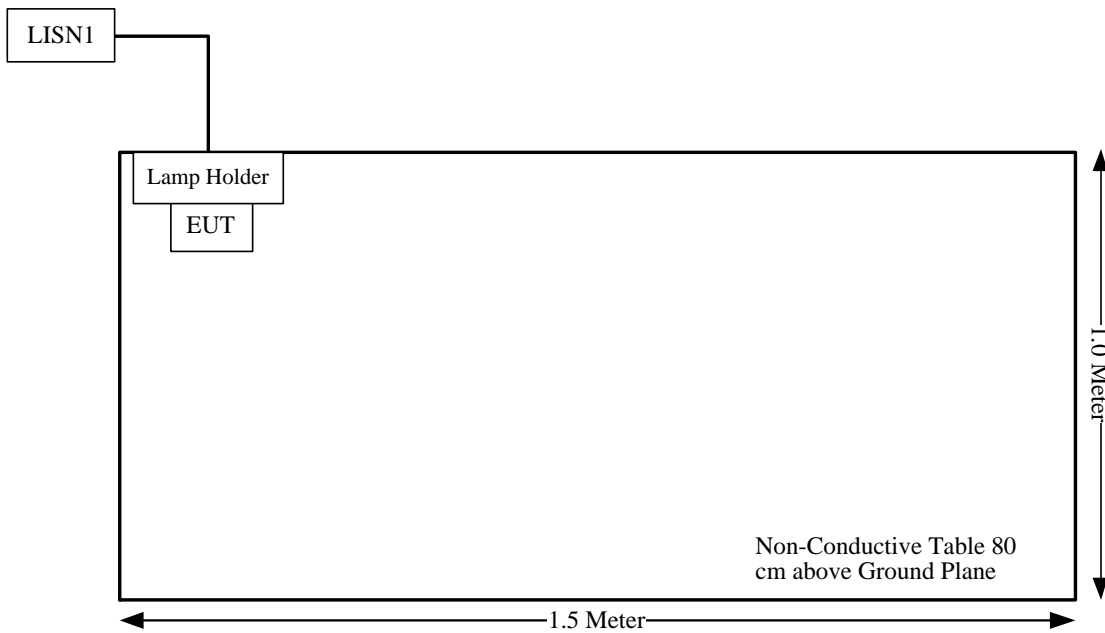 LISN1
Lamp Holder
EUT
1.0 Meter
Non-Conductive Table 80
cm above Ground Plane
1.5 Meter